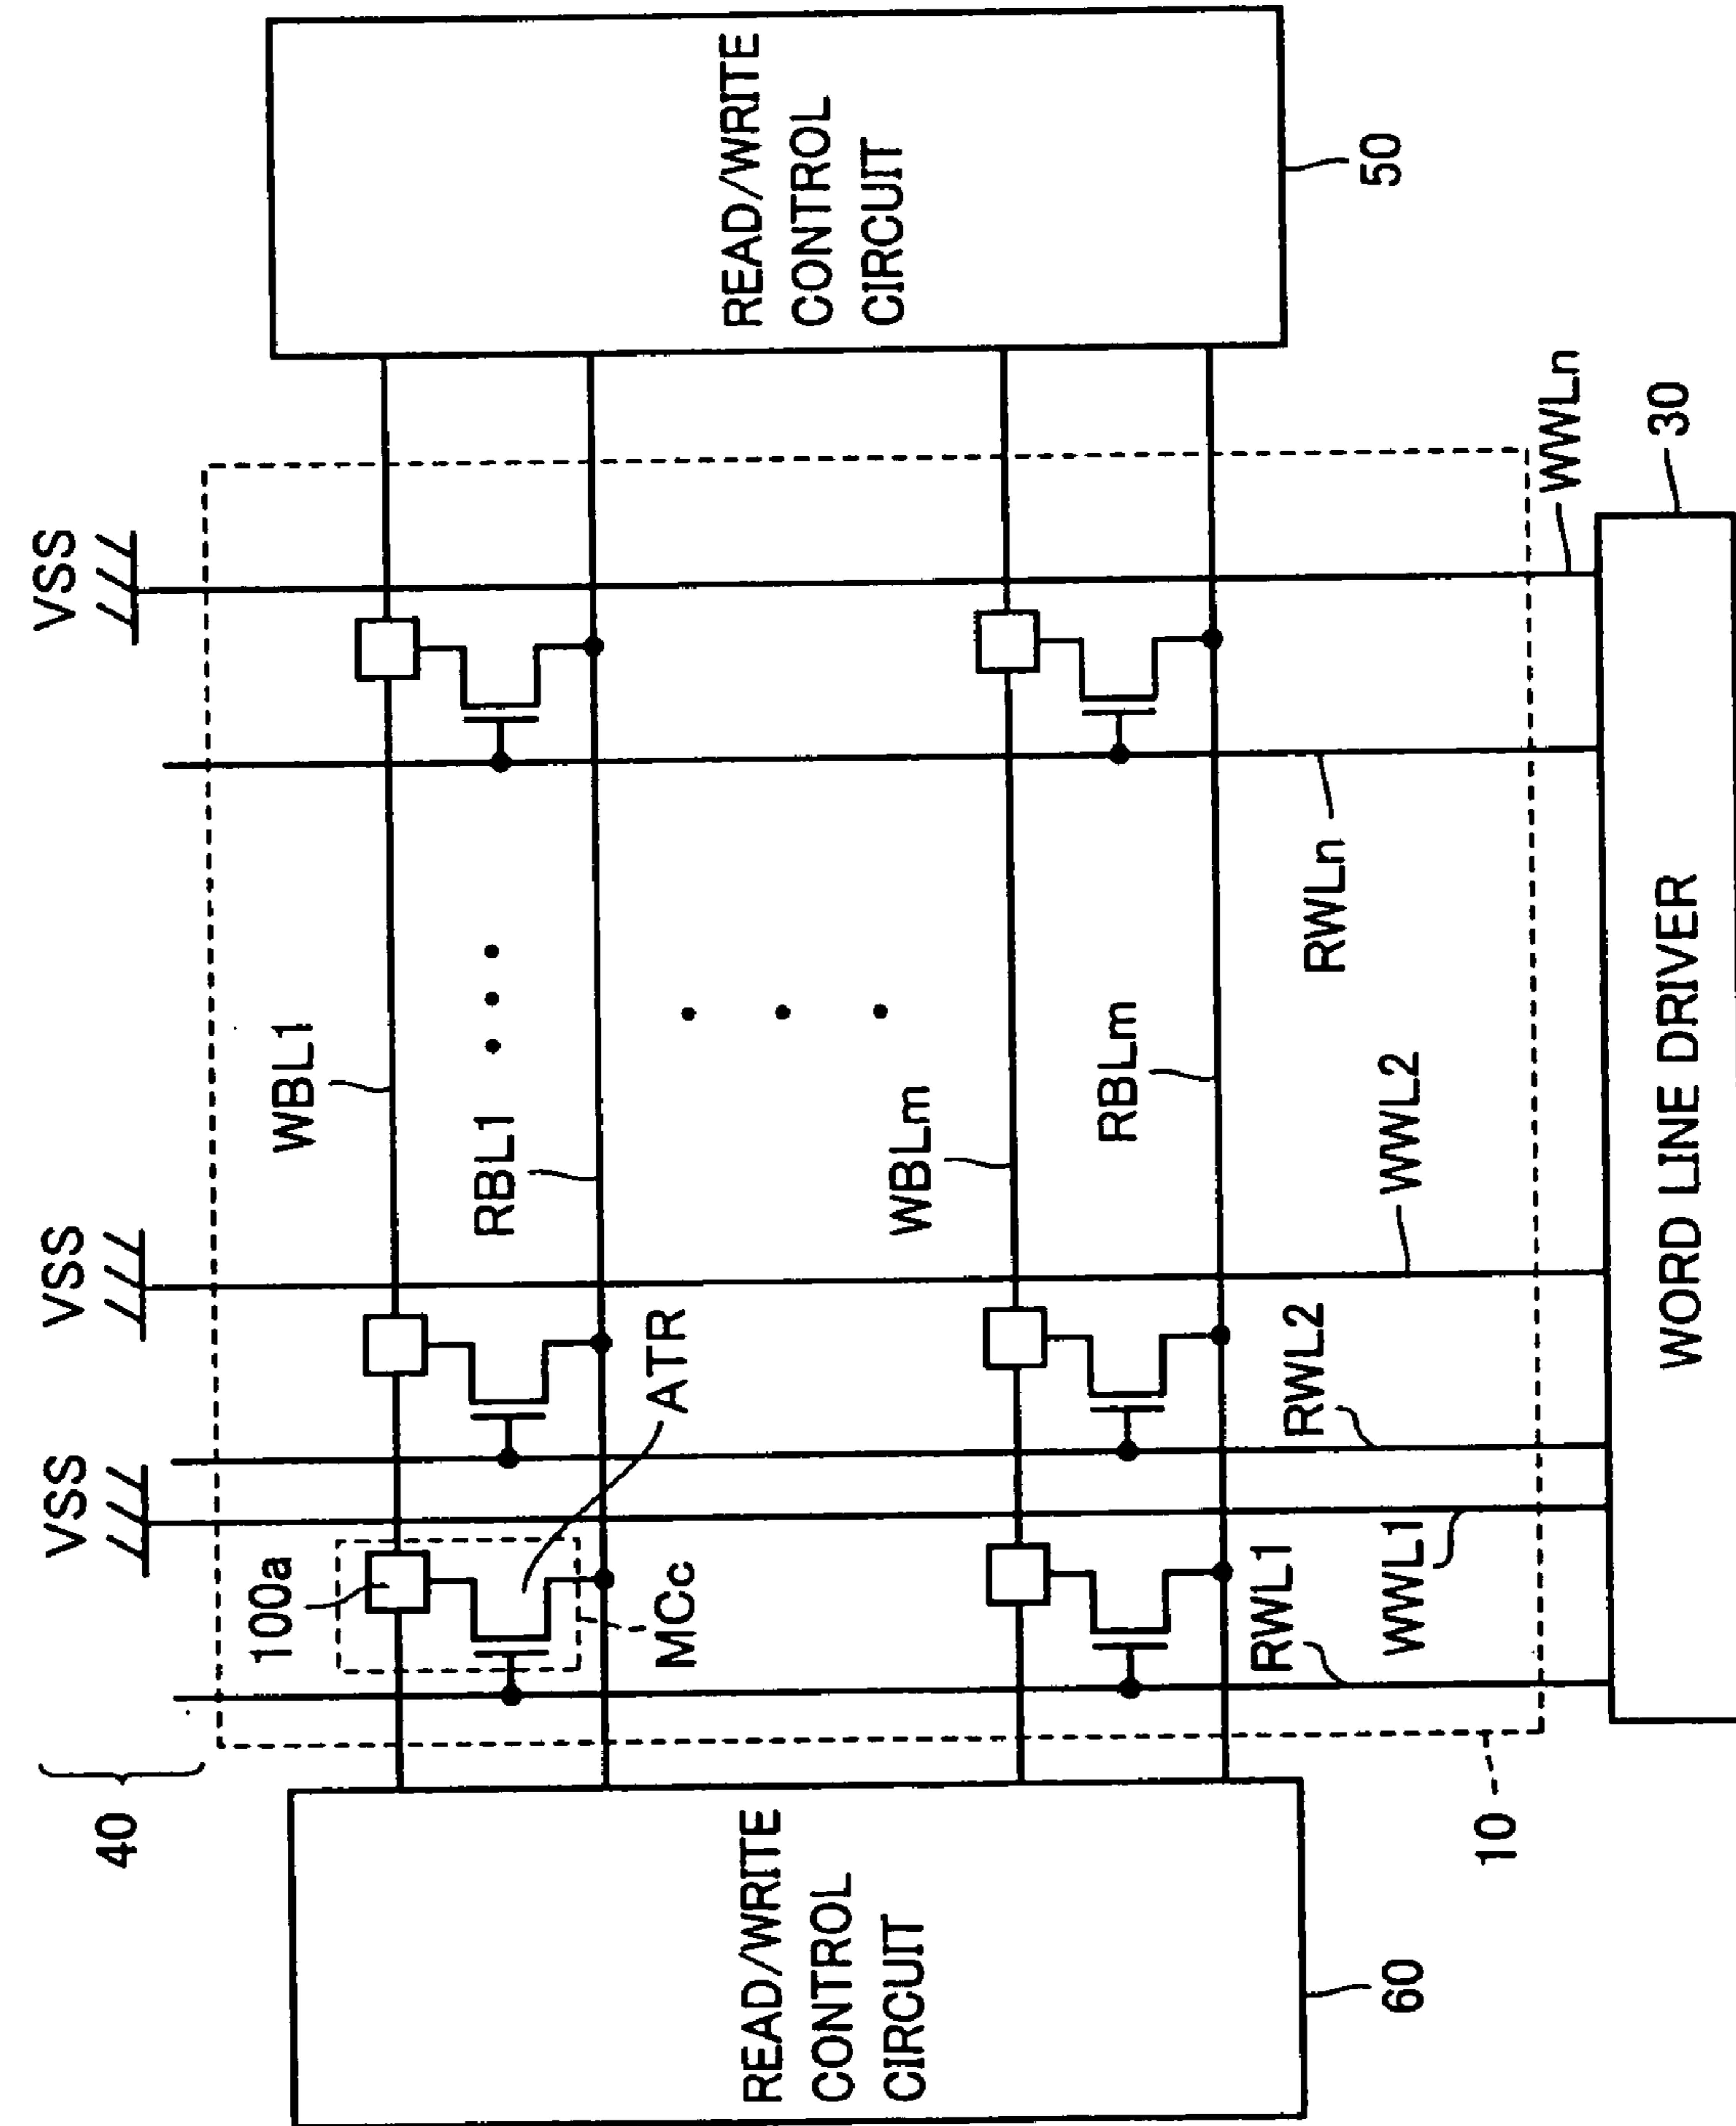 40
VSS
VSS
VSS
READ/WRITE
CONTROL
CIRCUIT
60
READ/WRITE
CONTROL
CIRCUIT
50
100a
MCc
ATR
WBL1
RBL1
WBLm
RBLm
RWL1
WWL1
RWL2
WWL2
RWLn
WWLn
10
WORD LINE DRIVER
30